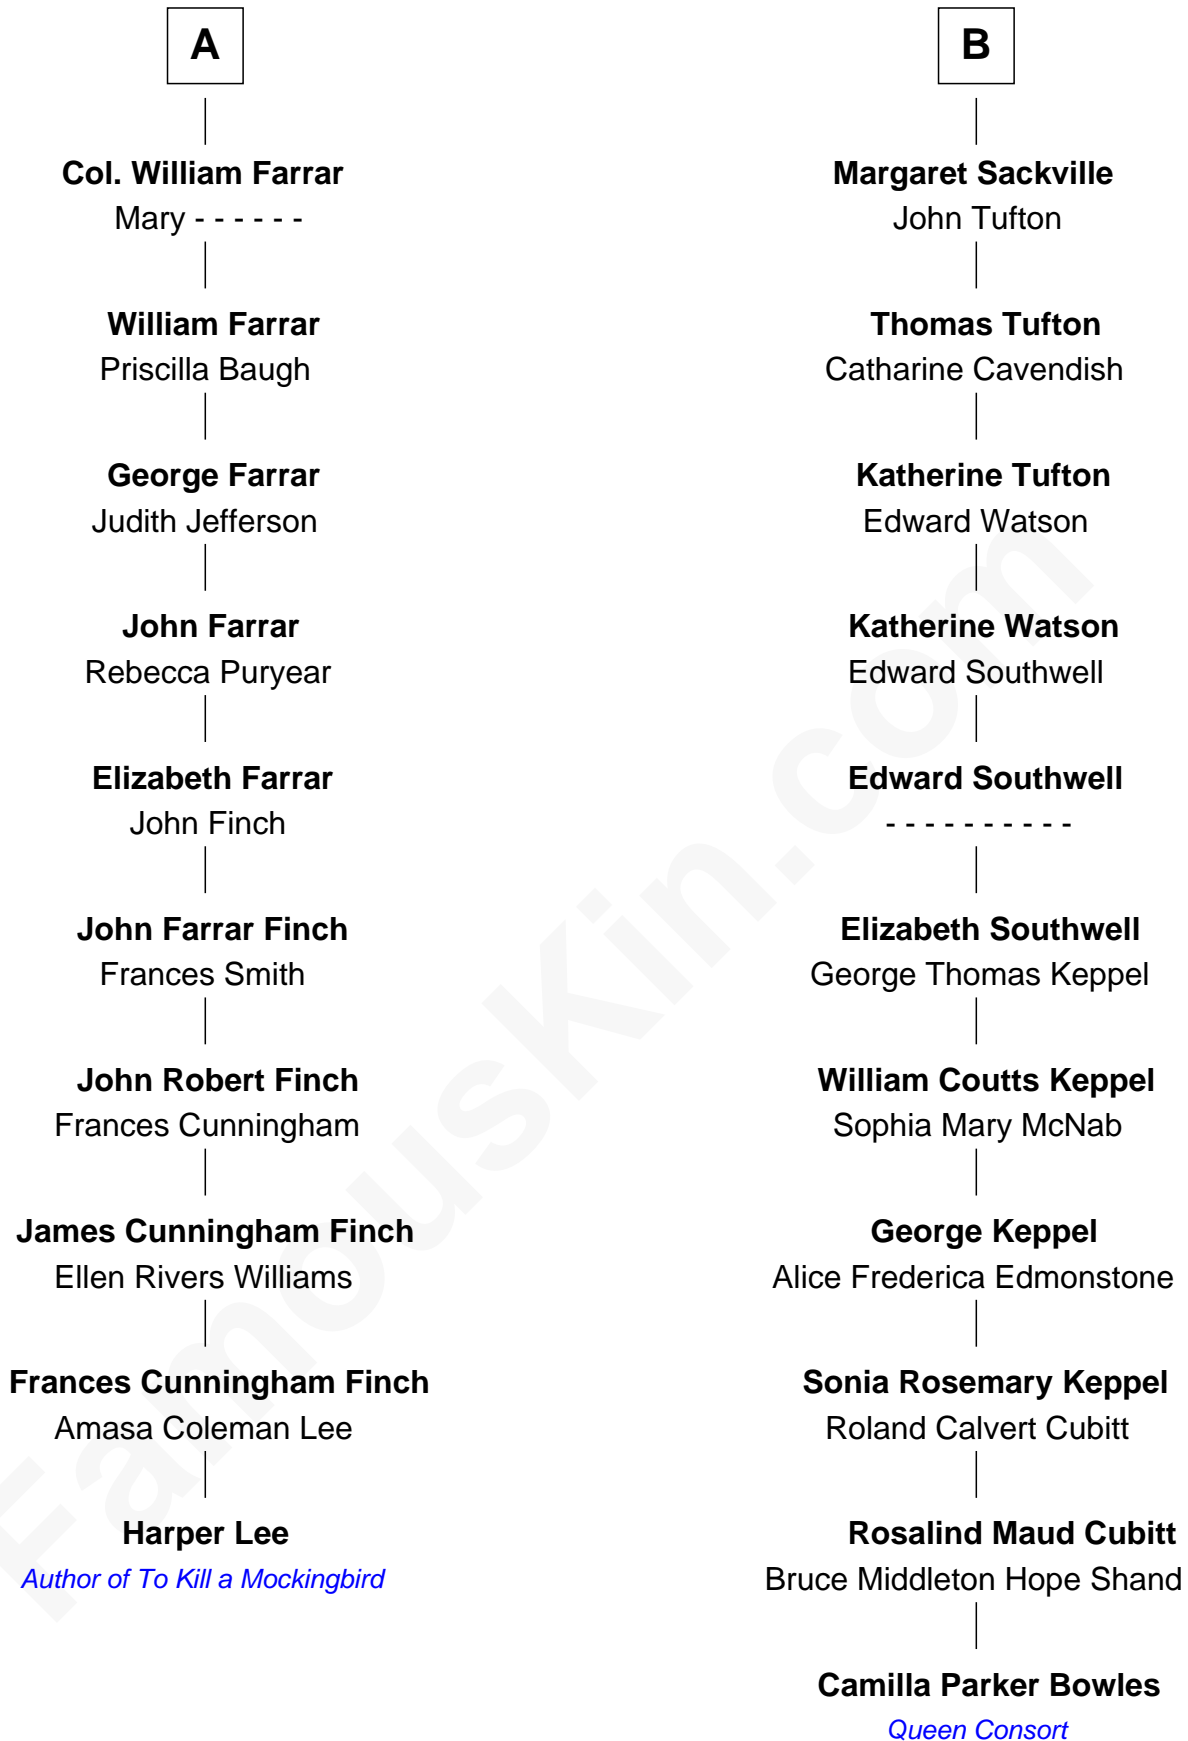 A
Col. William Farrar
Mary - - - - - -
William Farrar
Priscilla Baugh
George Farrar
Judith Jefferson
John Farrar
Rebecca Puryear
Elizabeth Farrar
John Finch
John Farrar Finch
Frances Smith
John Robert Finch
Frances Cunningham
James Cunningham Finch
Ellen Rivers Williams
Frances Cunningham Finch
Amasa Coleman Lee
Harper Lee
Author of To Kill a Mockingbird
B
Margaret Sackville
John Tufton
Thomas Tufton
Catharine Cavendish
Katherine Tufton
Edward Watson
Katherine Watson
Edward Southwell
Edward Southwell
- - - - - - - - - -
Elizabeth Southwell
George Thomas Keppel
William Coutts Keppel
Sophia Mary McNab
George Keppel
Alice Frederica Edmonstone
Sonia Rosemary Keppel
Roland Calvert Cubitt
Rosalind Maud Cubitt
Bruce Middleton Hope Shand
Camilla Parker Bowles
Queen Consort
FamousKin.com